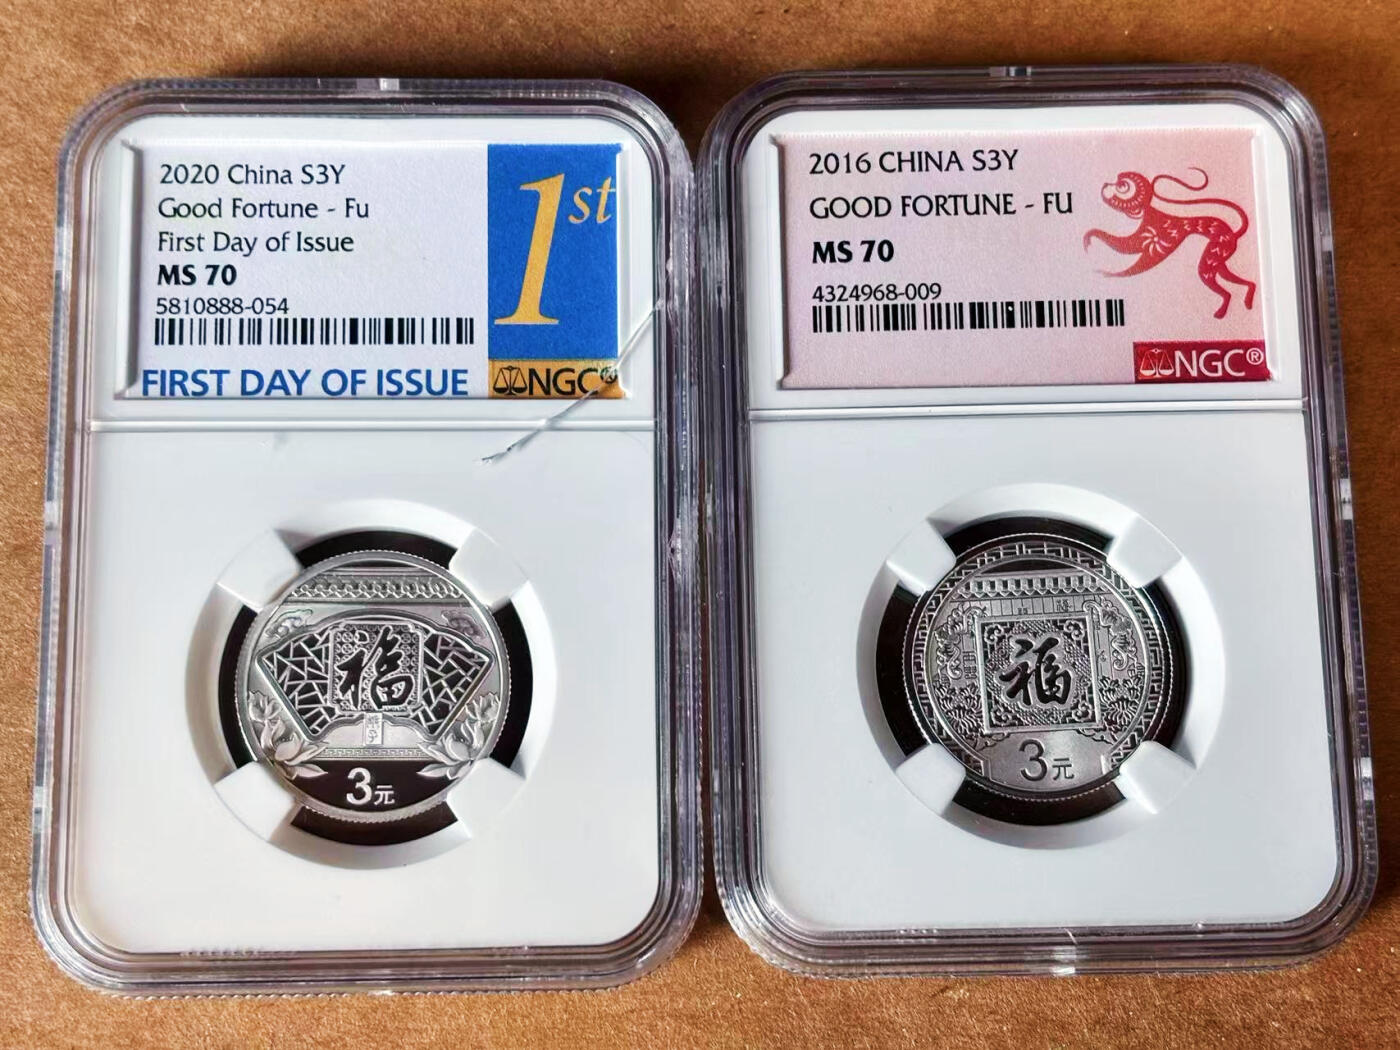 2020 China S3Y
Good Fortune - Fu
First Day of Issue
MS 70
5810888-054
FIRST DAY OF ISSUE
1st
NGC®
福
3元
2016 CHINA S3Y
GOOD FORTUNE - FU
MS 70
4324968-009
NGC®
福
3元